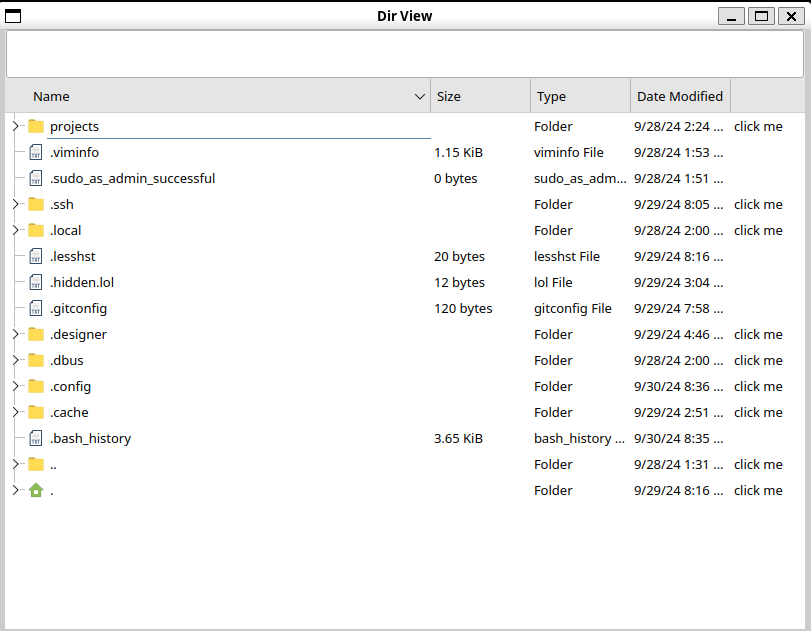 Dir View
Name Size Type Date Modified
projects Folder 9/28/24 2:24 ... click me
.viminfo 1.15 KiB viminfo File 9/28/24 1:53 ...
.sudo_as_admin_successful 0 bytes sudo_as_adm... 9/28/24 1:51 ...
.ssh Folder 9/29/24 8:05 ... click me
.local Folder 9/28/24 2:00 ... click me
.lesshst 20 bytes lesshst File 9/29/24 8:16 ...
.hidden.lol 12 bytes lol File 9/29/24 3:04 ...
.gitconfig 120 bytes gitconfig File 9/29/24 7:58 ...
.designer Folder 9/29/24 4:46 ... click me
.dbus Folder 9/28/24 2:00 ... click me
.config Folder 9/30/24 8:36 ... click me
.cache Folder 9/29/24 2:51 ... click me
.bash_history 3.65 KiB bash_history ... 9/30/24 8:35 ...
.. Folder 9/28/24 1:31 ... click me
. Folder 9/29/24 8:16 ... click me